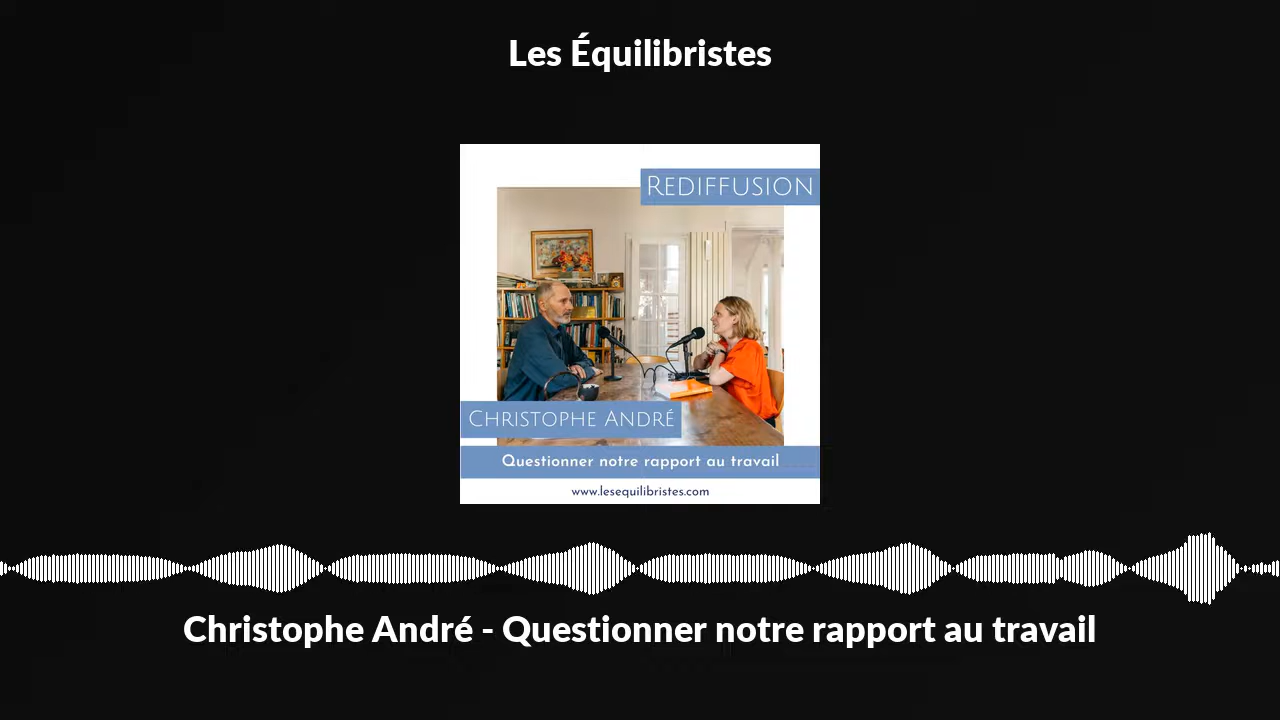 Les Équilibristes
REDIFFUSION
CHRISTOPHE ANDRÉ
Questionner notre rapport au travail
www.lesequilibristes.com
Christophe André - Questionner notre rapport au travail